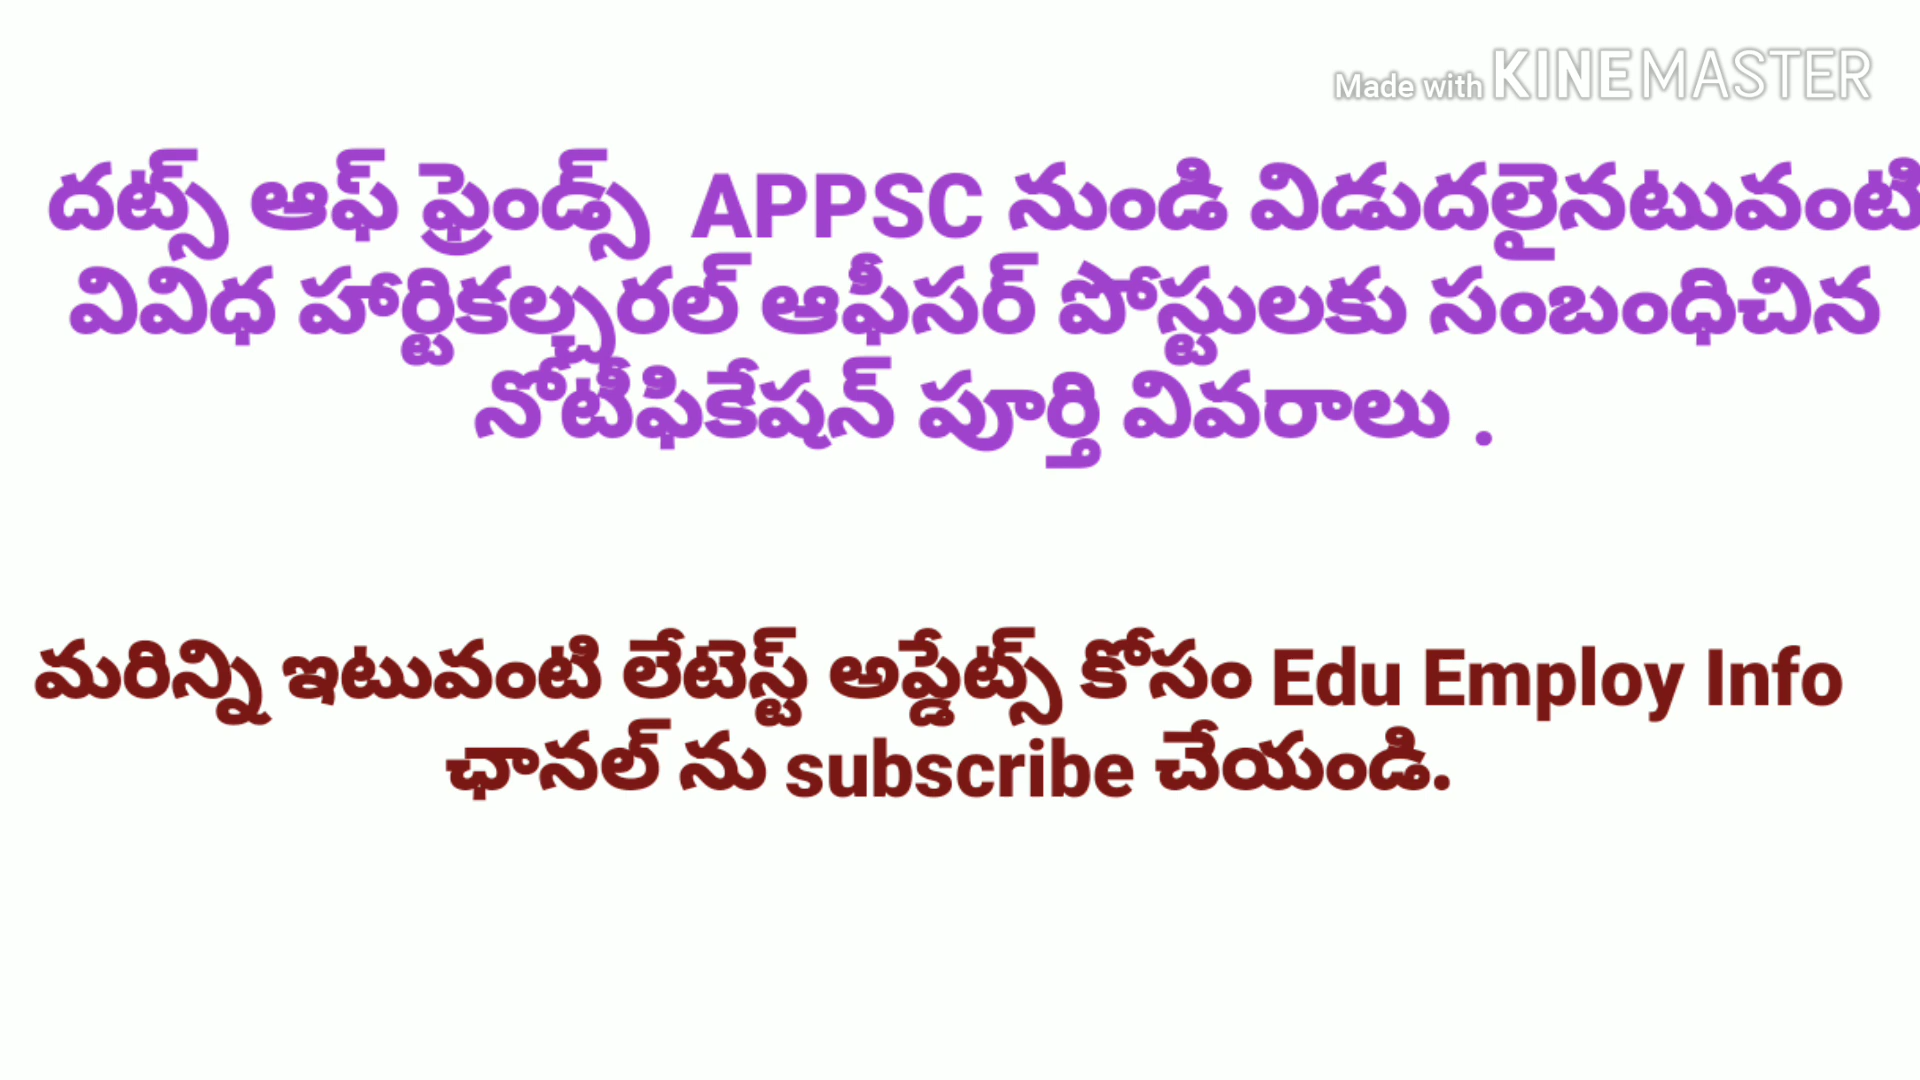 Made with KINEMASTER
దట్స్ ఆఫ్ ఫ్రెండ్స్ APPSC నుండి విడుదలైనటువంటి
వివిధ హార్టికల్చరల్ ఆఫీసర్ పోస్టులకు సంబంధిచిన
నోటిఫికేషన్ పూర్తి వివరాలు .
మరిన్ని ఇటువంటి లేటెస్ట్ అప్డేట్స్ కోసం Edu Employ Info
ఛానల్ ను subscribe చేయండి.